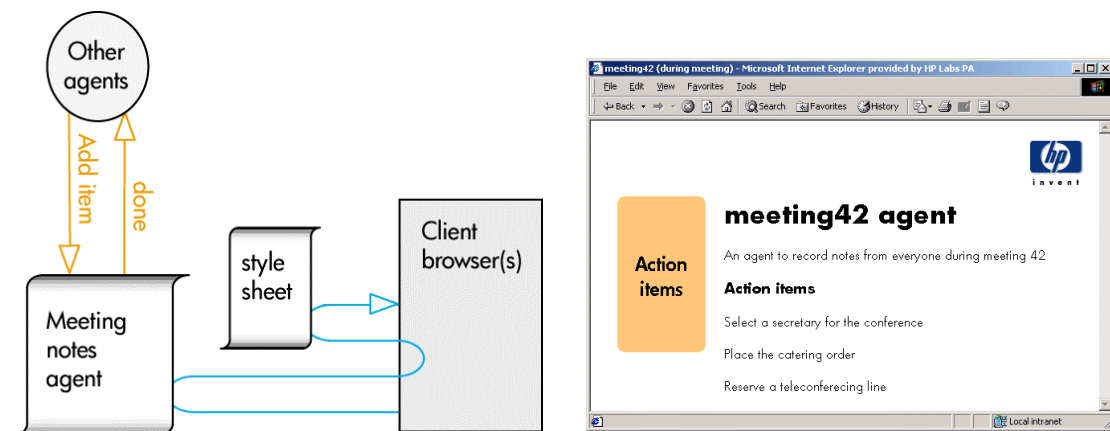 Other
agents
Add item
done
style
sheet
Client
browser(s)
Meeting
notes
agent
meeting42 (during meeting) - Microsoft Internet Explorer provided by HP Labs PA
File Edit View Favorites Tools Help
Back Search Favorites History
hp
invent
Action
items
meeting42 agent
An agent to record notes from everyone during meeting 42
Action items
Select a secretary for the conference
Place the catering order
Reserve a teleconferecing line
Local intranet